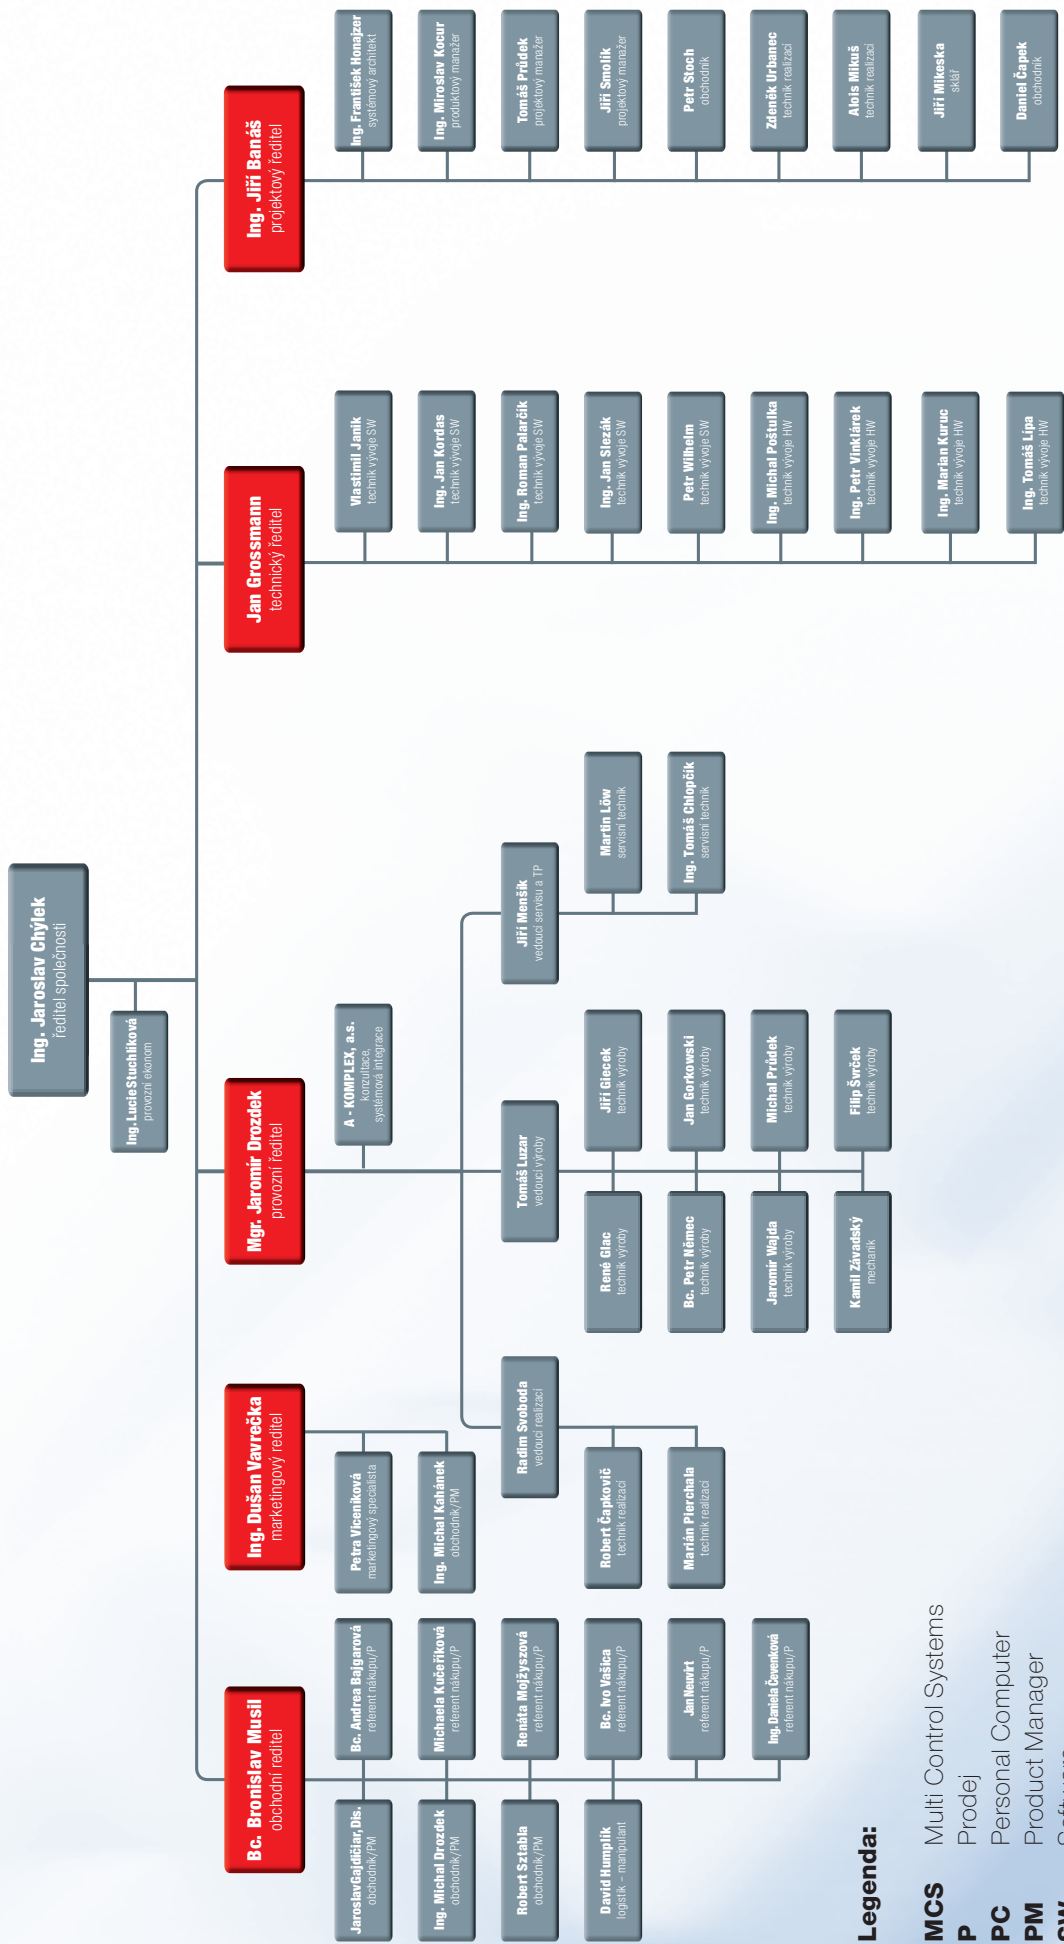 Ing. Jaroslav Chýlek
ředitel společnosti
Ing. Lucie Stuchlíková
provozní ekonom
Bc. Bronislav Musil
obchodní ředitel
Ing. Dušan Vavrečka
marketingový ředitel
Mgr. Jaromír Drozdek
provozní ředitel
Jan Grossmann
technický ředitel
Ing. Jiří Banáš
projektový ředitel
Jaroslav Gajdičiar, Dis.
obchodník/PM
Bc. Andrea Bajgarová
referent nákupu/P
Ing. Michal Drozdek
obchodník/PM
Michaela Kučeříková
referent nákupu/P
Robert Sztabla
obchodník/PM
Renáta Mojžyszová
referent nákupu/P
David Humplík
logistik – manipulant
Bc. Ivo Vašica
referent nákupu/P
Jan Neuvirt
referent nákupu/P
Ing. Daniela Čevenková
referent nákupu/P
Petra Viceníková
marketingový specialista
Ing. Michal Kahánek
obchodník/PM
A - KOMPLEX, a.s.
konzultace,
systémová integrace
Radim Svoboda
vedoucí realizací
Robert Čapkovič
technik realizací
Marián Pierchala
technik realizací
Tomáš Luzar
vedoucí výroby
René Glac
technik výroby
Jiří Giecek
technik výroby
Bc. Petr Němec
technik výroby
Jan Gorkowski
technik výroby
Jaromír Wajda
technik výroby
Michal Průdek
technik výroby
Kamil Závadský
mechanik
Filip Švrček
technik výroby
Jiří Menšík
vedoucí servisu a TP
Martin Löw
servisní technik
Ing. Tomáš Chlopčík
servisní technik
Vlastimil Janík
technik vývoje SW
Ing. Jan Kordas
technik vývoje SW
Ing. Roman Palarčík
technik vývoje SW
Ing. Jan Slezák
technik vývoje SW
Petr Wilhelm
technik vývoje SW
Ing. Michal Poštulka
technik vývoje HW
Ing. Petr Vinklárek
technik vývoje HW
Ing. Marian Kuruc
technik vývoje HW
Ing. Tomáš Lipa
technik vývoje HW
Ing. František Honajzer
systémový architekt
Ing. Miroslav Kocur
produktový manažer
Tomáš Průdek
projektový manažer
Jiří Smolík
projektový manažer
Petr Stoch
obchodník
Zdeněk Urbanec
technik realizací
Alois Mikuš
technik realizací
Jiří Mikeska
sklář
Daniel Čapek
obchodník
Legenda:
MCS Multi Control Systems
P Prodej
PC Personal Computer
PM Product Manager
SW Software